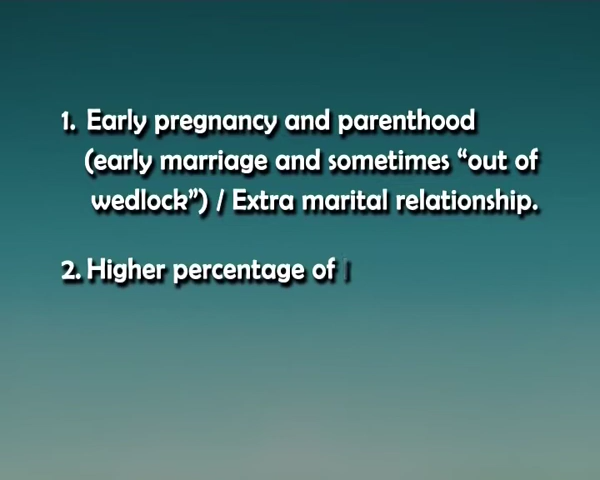 1. Early pregnancy and parenthood
(early marriage and sometimes “out of
wedlock”) / Extra marital relationship.
2. Higher percentage of